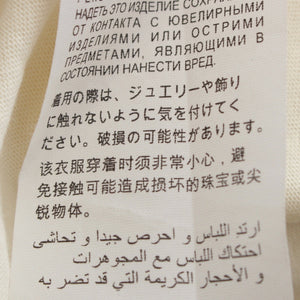 НАДЕТЬ ЭТО ИЗДЕЛИЕ
ОТ КОНТАКТА С ЮВЕЛИРНЫМИ
ИЗДЕЛИЯМИ ИЛИ ОСТРИМИ
ПРЕДМЕТАМИ, ЯВЛЯЮЩИМИ В
СОСТОЯНИИ НАНЕСТИ ВРЕД.
着用の際は、ジュエリーや飾り
に触れないように気を付けてく
ださい。破損の可能性があります。
该衣服穿着时须非常小心，避
免接触可能造成损坏的珠宝或尖
锐物体。
ارتد اللباس و احرص جيدا و تحاشى
احتكاك اللباس مع المجوهرات
و الأحجار الكريمة التي قد تضر به